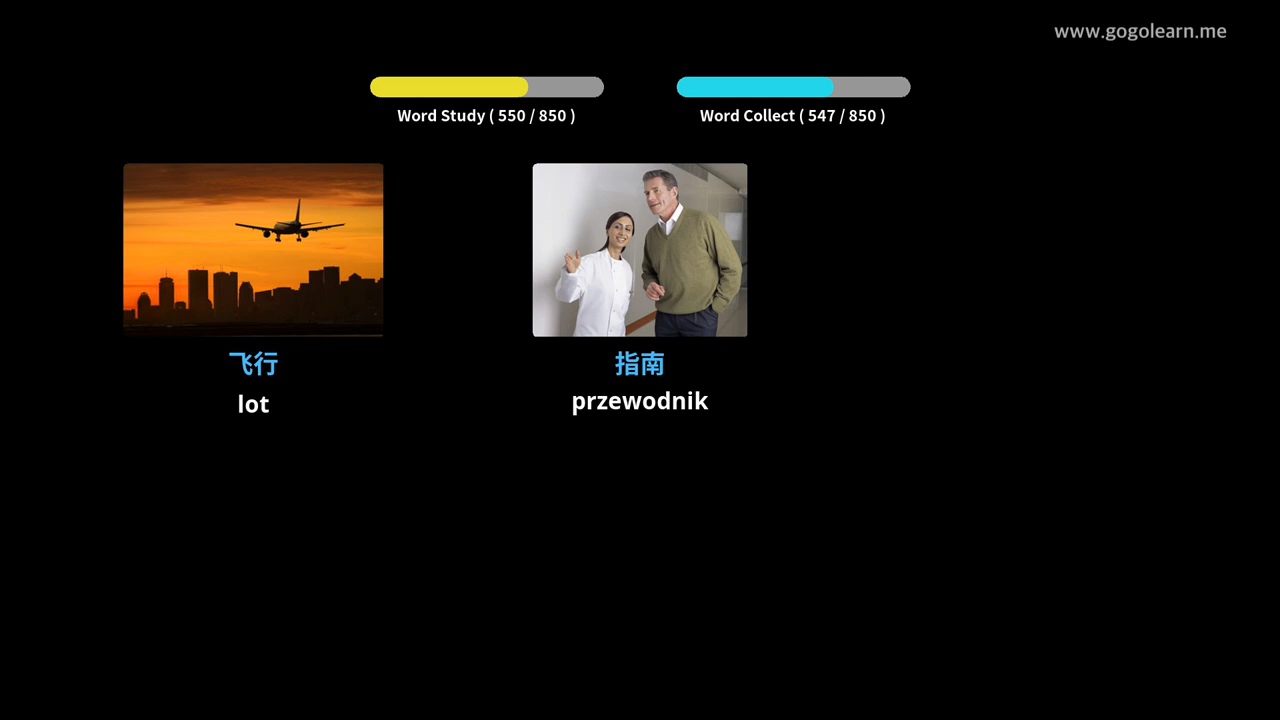 www.gogolearn.me
Word Study ( 550 / 850 )
Word Collect ( 547 / 850 )
飞行
lot
指南
przewodnik